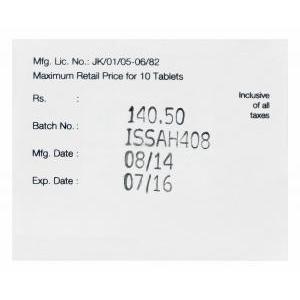 Mfg. Lic. No.: JK/01/05-06/82
Maximum Retail Price for 10 Tablets
Rs. : 140.50 Inclusive of all taxes
Batch No. : ISSAH408
Mfg. Date : 08/14
Exp. Date : 07/16